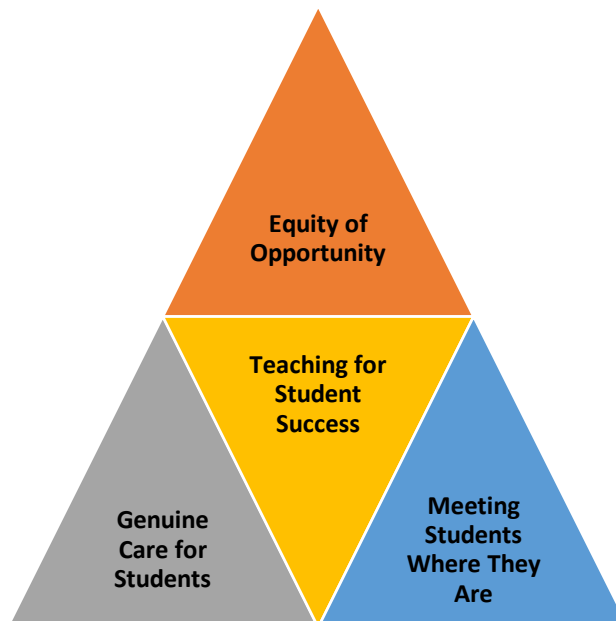 Equity of
Opportunity
Teaching for
Student
Success
Genuine
Care for
Students
Meeting
Students
Where They
Are